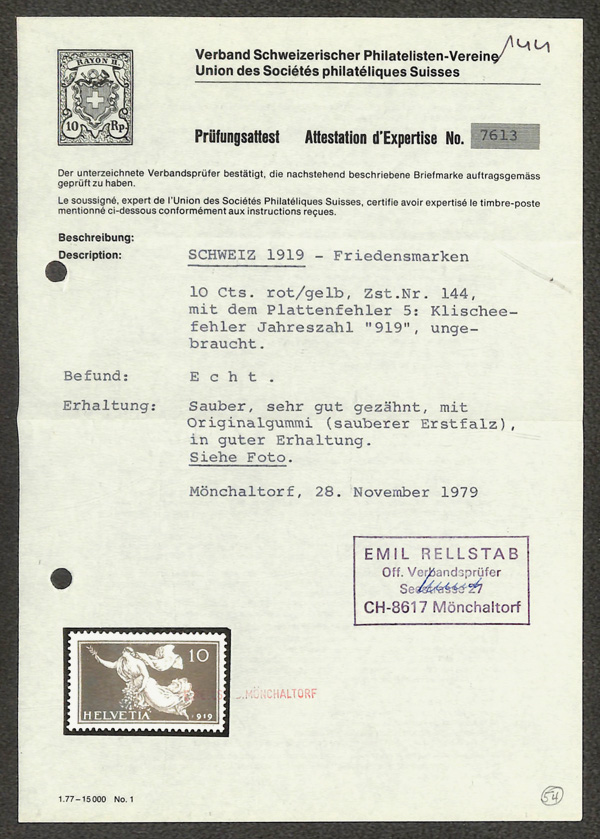 144
Verband Schweizerischer Philatelisten-Vereine
Union des Sociétés philatéliques Suisses
RAYON II.
10 Rp.
Prüfungsattest Attestation d'Expertise No. 7613
Der unterzeichnete Verbandsprüfer bestätigt, die nachstehend beschriebene Briefmarke auftragsgemäss
geprüft zu haben.
Le soussigné, expert de l'Union des Sociétés Philatéliques Suisses, certifie avoir expertisé le timbre-poste
mentionné ci-dessous conformément aux instructions reçues.
Beschreibung:
Description: SCHWEIZ 1919 - Friedensmarken
10 Cts. rot/gelb, Zst.Nr. 144,
mit dem Plattenfehler 5: Klischee-
fehler Jahreszahl "919", unge-
braucht.
Befund: E c h t .
Erhaltung: Sauber, sehr gut gezähnt, mit
Originalgummi (sauberer Erstfalz),
in guter Erhaltung.
Siehe Foto.
Mönchaltorf, 28. November 1979
EMIL RELLSTAB
Off. Verbandsprüfer
Seestrasse 27
CH-8617 Mönchaltorf
10
HELVETIA 919
MÖNCHALTORF
1.77-15000 No. 1
54